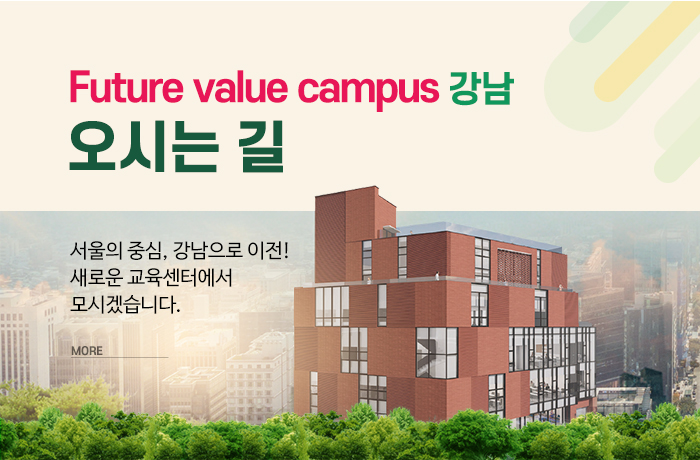 Future value campus 강남
오시는 길
서울의 중심, 강남으로 이전!
새로운 교육센터에서
모시겠습니다.
MORE